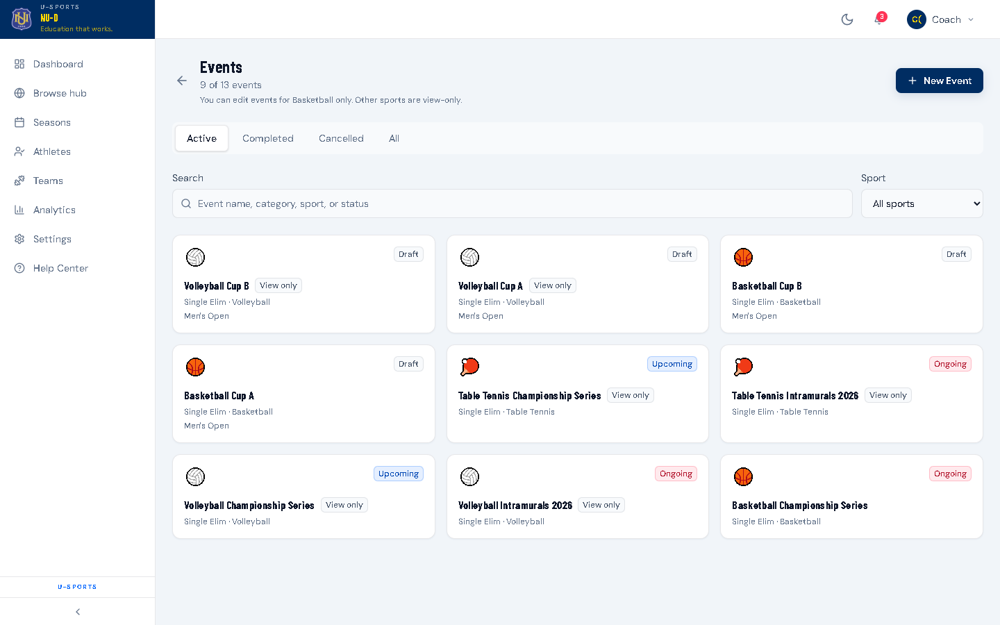 U-SPORTS
NU-D
Education that works.
3
C(
Coach
Dashboard
Browse hub
Seasons
Athletes
Teams
Analytics
Settings
Help Center
U-SPORTS
Events
9 of 13 events
You can edit events for Basketball only. Other sports are view-only.
New Event
Active
Completed
Cancelled
All
Search
Event name, category, sport, or status
Sport
All sports
Draft
Volleyball Cup B
View only
Single Elim · Volleyball
Men's Open
Draft
Volleyball Cup A
View only
Single Elim · Volleyball
Men's Open
Draft
Basketball Cup B
Single Elim · Basketball
Men's Open
Draft
Basketball Cup A
Single Elim · Basketball
Men's Open
Upcoming
Table Tennis Championship Series
View only
Single Elim · Table Tennis
Ongoing
Table Tennis Intramurals 2026
View only
Single Elim · Table Tennis
Upcoming
Volleyball Championship Series
View only
Single Elim · Volleyball
Ongoing
Volleyball Intramurals 2026
View only
Single Elim · Volleyball
Ongoing
Basketball Championship Series
Single Elim · Basketball